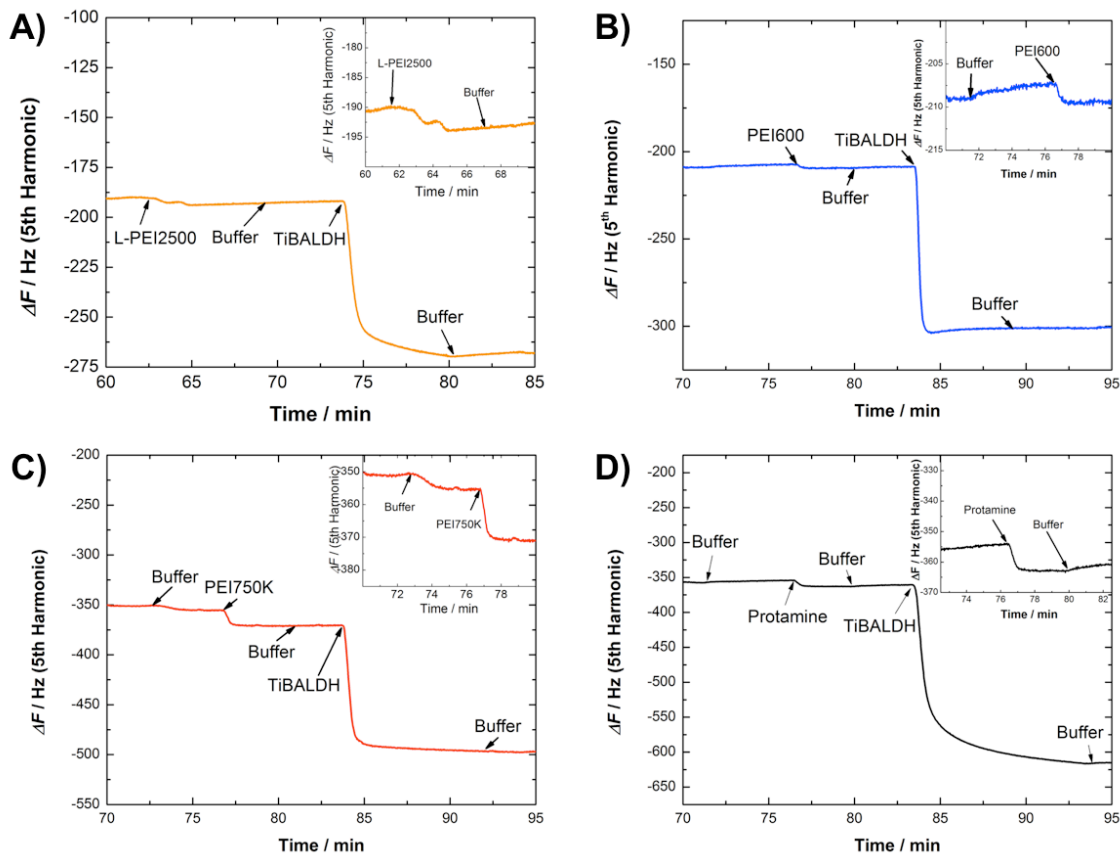 A)
-100
-125
-150
-175
-200
-225
-250
-275
ΔF / Hz (5th Harmonic)
60 65 70 75 80 85
Time / min
L-PEI2500
Buffer
TiBALDH
Buffer
-180
-185
-190
-195
ΔF / Hz (5th Harmonic)
60 62 64 66 68
Time / min
L-PEI2500
Buffer
B)
-125
-150
-200
-250
-300
ΔF / Hz (5th Harmonic)
70 75 80 85 90 95
Time / min
PEI600
Buffer
TiBALDH
Buffer
-205
-210
-215
ΔF / Hz (5th Harmonic)
72 74 76 78
Time / min
Buffer
PEI600
C)
-200
-250
-300
-350
-400
-450
-500
-550
ΔF / Hz (5th Harmonic)
70 75 80 85 90 95
Time / min
Buffer
PEI750K
Buffer
TiBALDH
Buffer
-350
-360
-370
-380
ΔF / (5th Harmonic)
72 74 76 78
Time / min
Buffer
PEI750K
D)
-175
-200
-250
-300
-350
-400
-450
-500
-550
-600
-650
ΔF / Hz (5th Harmonic)
70 75 80 85 90 95
Time / min
Buffer
Protamine
Buffer
TiBALDH
Buffer
-330
-340
-350
-360
-370
ΔF / Hz (5th Harmonic)
74 76 78 80 82
Time / min
Protamine
Buffer